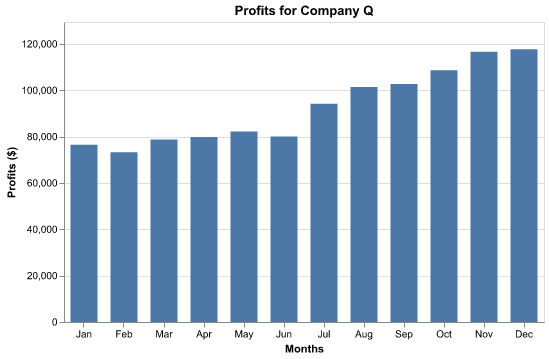 Profits for Company Q
Profits ($)
120,000
100,000
80,000
60,000
40,000
20,000
0
Jan Feb Mar Apr May Jun Jul Aug Sep Oct Nov Dec
Months